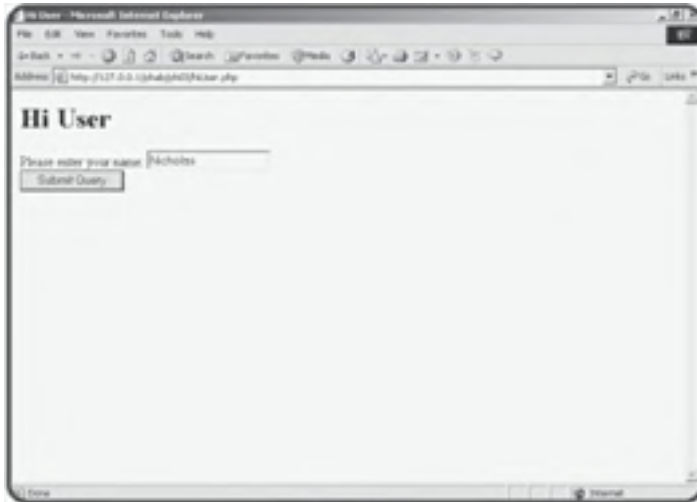 Hi User - Microsoft Internet Explorer
File Edit View Favorites Tools Help
Back Search Favorites Media
Address Go Links
Hi User
Please enter your name: Nicholas
Submit Query
Done Internet